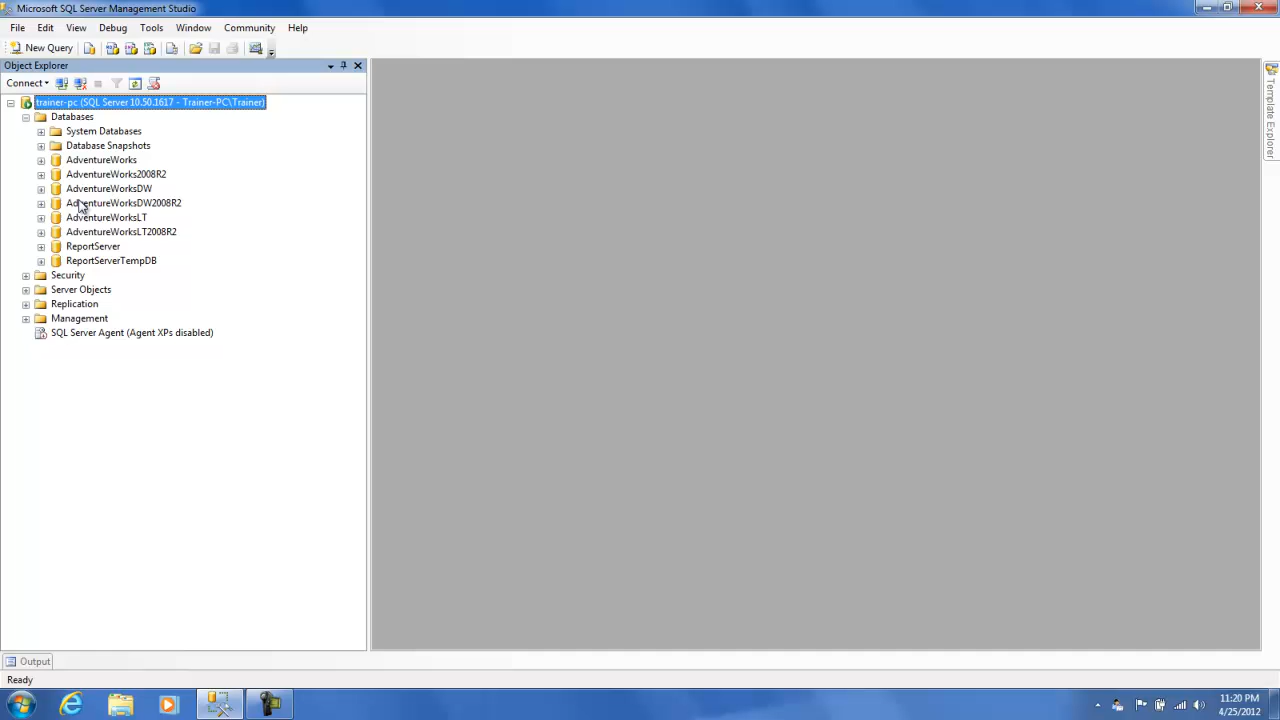 Microsoft SQL Server Management Studio
File Edit View Debug Tools Window Community Help
New Query
Object Explorer
Connect
trainer-pc (SQL Server 10.50.1617 - Trainer-PC\Trainer)
Databases
System Databases
Database Snapshots
AdventureWorks
AdventureWorks2008R2
AdventureWorksDW
AdventureWorksDW2008R2
AdventureWorksLT
AdventureWorksLT2008R2
ReportServer
ReportServerTempDB
Security
Server Objects
Replication
Management
SQL Server Agent (Agent XPs disabled)
Template Explorer
Output
Ready
11:20 PM
4/25/2012